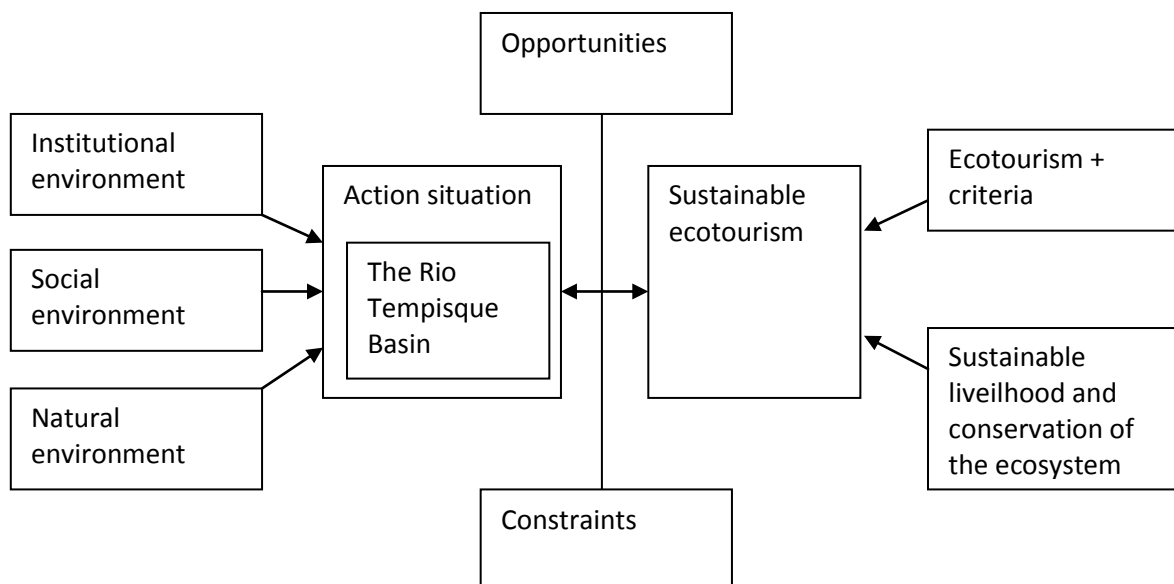 Opportunities
Institutional
environment
Social
environment
Natural
environment
Action situation
The Rio
Tempisque
Basin
Sustainable
ecotourism
Ecotourism +
criteria
Sustainable
liveilhood and
conservation of
the ecosystem
Constraints